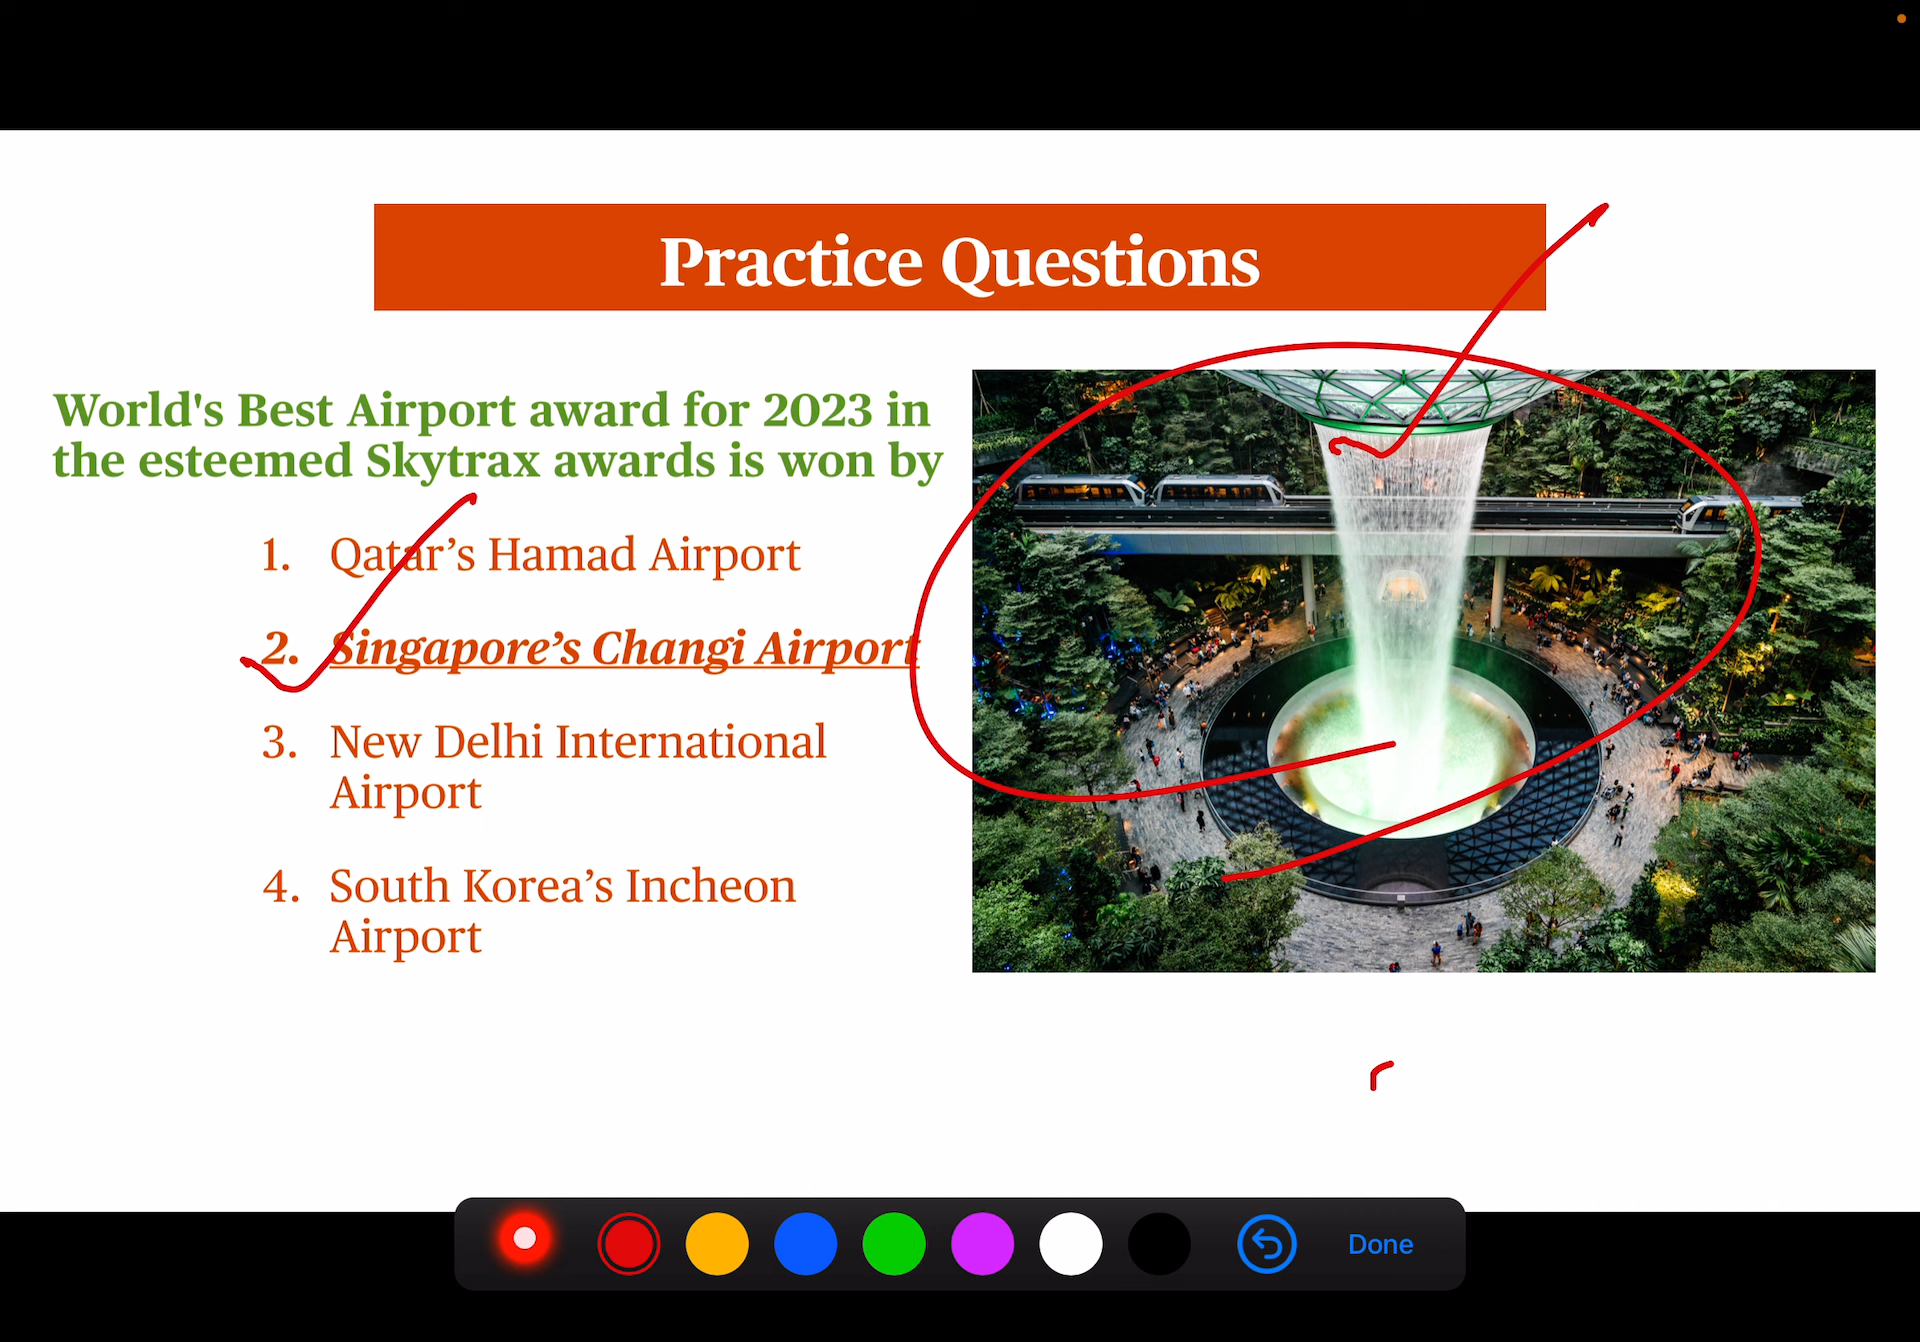 Practice Questions
World's Best Airport award for 2023 in
the esteemed Skytrax awards is won by
1. Qatar’s Hamad Airport
2. Singapore’s Changi Airport
3. New Delhi International
Airport
4. South Korea’s Incheon
Airport
Done